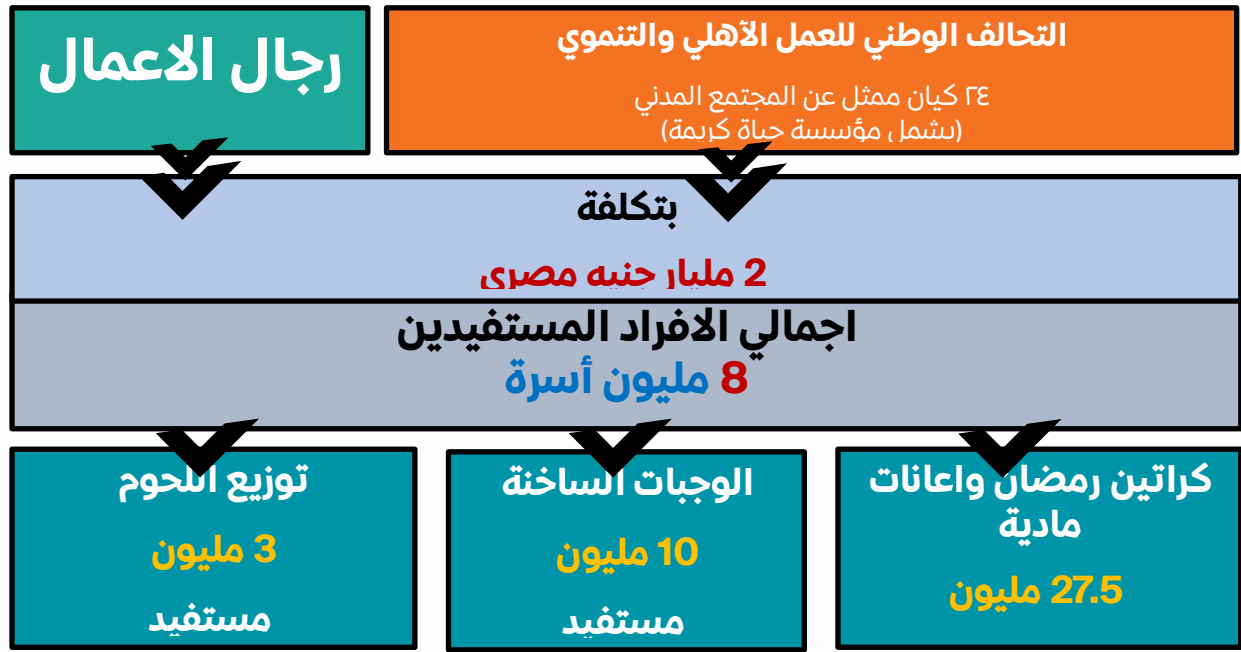 التحالف الوطني للعمل الأهلي والتنموي
٢٤ كيان ممثل عن المجتمع المدني
(يشمل مؤسسة حياة كريمة)
رجال الاعمال
بتكلفة
2 مليار جنيه مصري
اجمالي الافراد المستفيدين
8 مليون أسرة
كراتين رمضان واعانات
مادية
27.5 مليون
الوجبات الساخنة
10 مليون
مستفيد
توزيع اللحوم
3 مليون
مستفيد